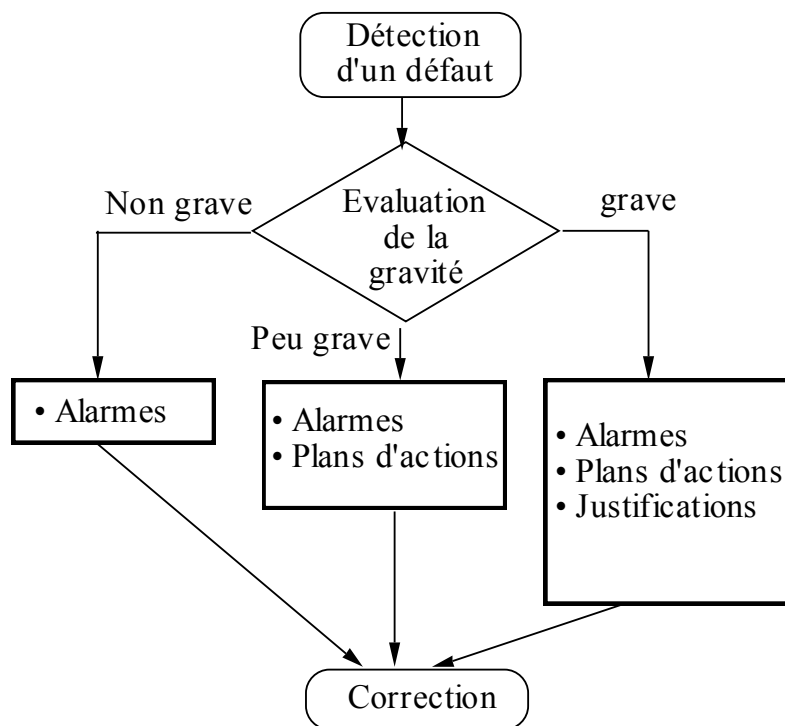 Détection
d'un défaut
Non grave
Evaluation
de la
gravité
grave
Peu grave
• Alarmes
• Alarmes
• Plans d'actions
• Alarmes
• Plans d'actions
• Justifications
Correction